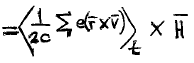 =⟨1/2c ∑ e(r̄ × v̄)⟩_t × H̄